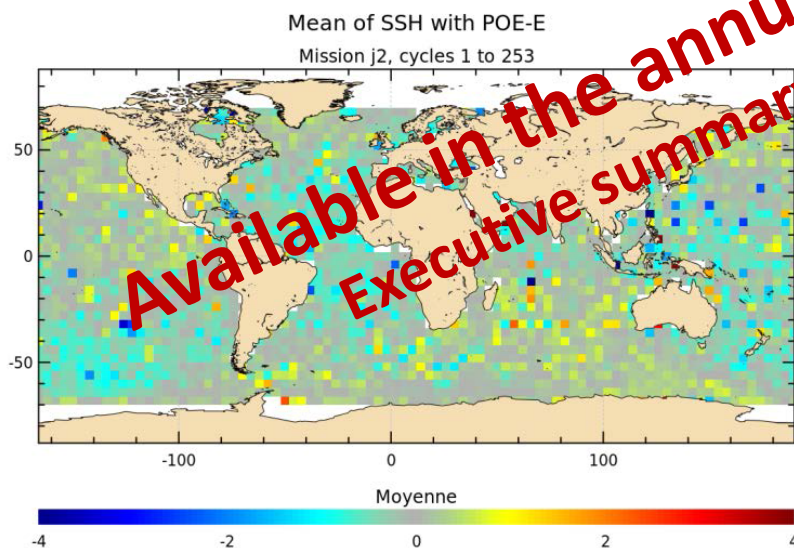 Mean of SSH with POE-E
Mission j2, cycles 1 to 253
Available in the annu
Executive summar
50
0
-50
-100
0
100
Moyenne
-4
-2
0
2
4